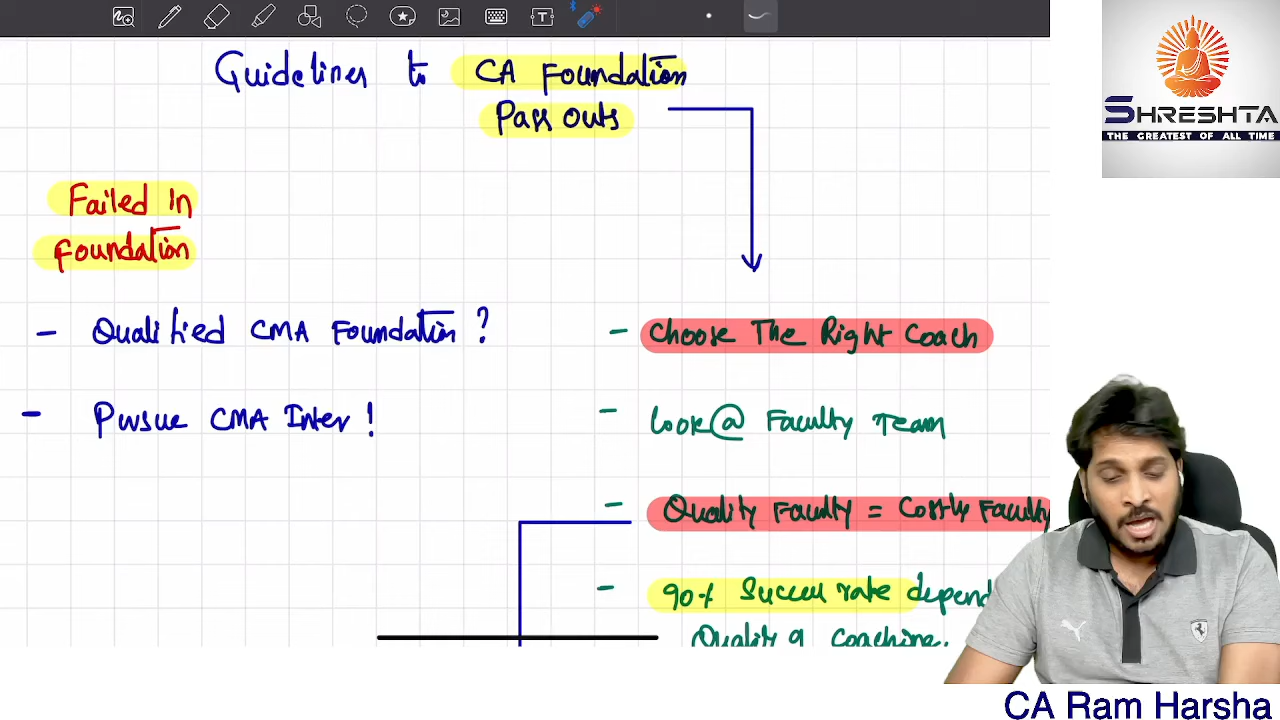 Guidelines to CA Foundation
Pass Outs
SHRESHTA
THE GREATEST OF ALL TIME
Failed In
Foundation
- Qualified CMA Foundation ?
- Pursue CMA Inter !
- Choose The Right Coach
- look@ Faculty Team
- Quality Faculty = Costly Faculty
- 90% Success rate depend
Quality of coaching.
CA Ram Harsha